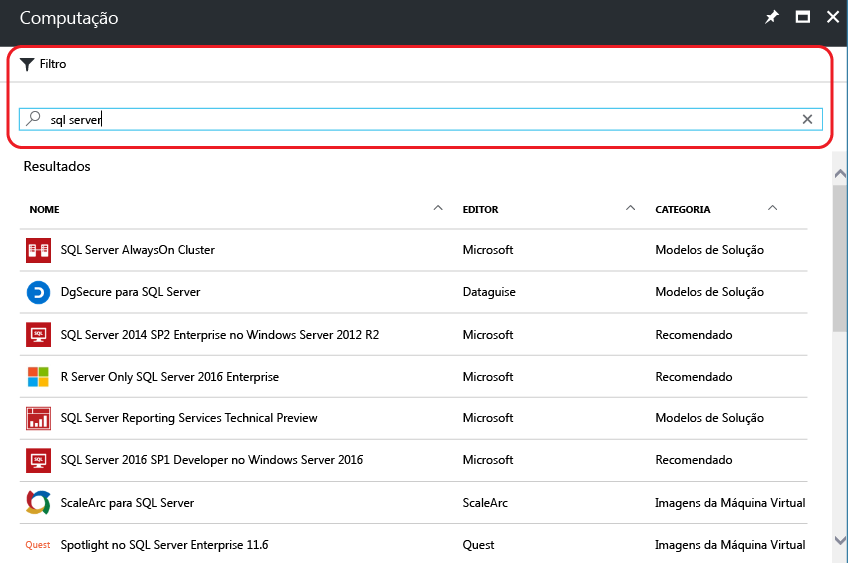 Computação
Filtro
sql server
Resultados
NOME EDITOR CATEGORIA
SQL Server AlwaysOn Cluster Microsoft Modelos de Solução
DgSecure para SQL Server Dataguise Modelos de Solução
SQL SQL Server 2014 SP2 Enterprise no Windows Server 2012 R2 Microsoft Recomendado
R Server Only SQL Server 2016 Enterprise Microsoft Recomendado
SQL Server Reporting Services Technical Preview Microsoft Modelos de Solução
SQL SQL Server 2016 SP1 Developer no Windows Server 2016 Microsoft Recomendado
ScaleArc para SQL Server ScaleArc Imagens da Máquina Virtual
Quest Spotlight no SQL Server Enterprise 11.6 Quest Imagens da Máquina Virtual